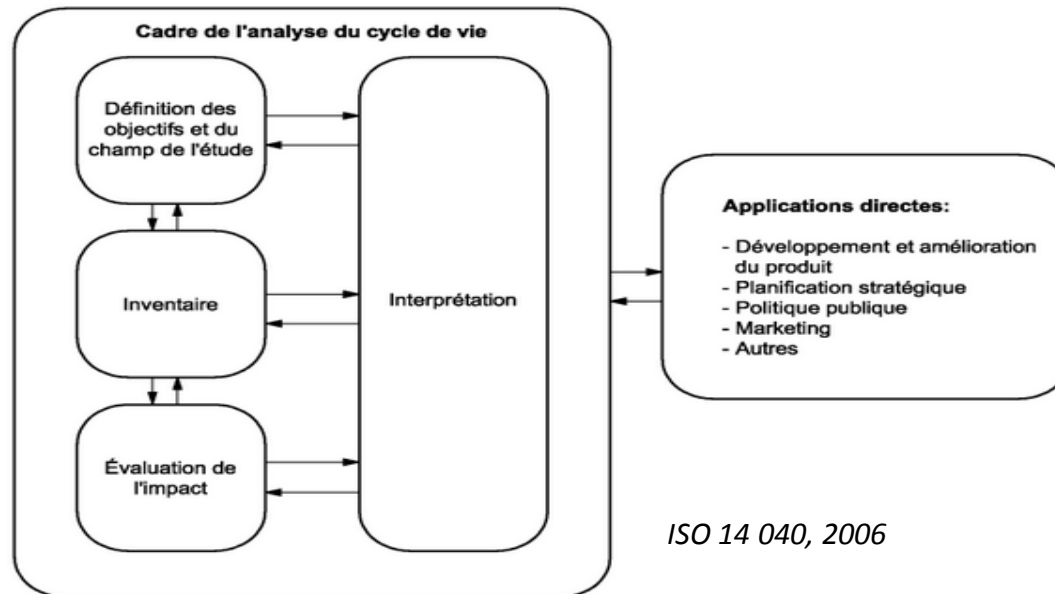 Cadre de l'analyse du cycle de vie
Définition des
objectifs et du
champ de l'étude
Inventaire
Évaluation de
l'impact
Interprétation
Applications directes:
- Développement et amélioration
du produit
- Planification stratégique
- Politique publique
- Marketing
- Autres
ISO 14 040, 2006